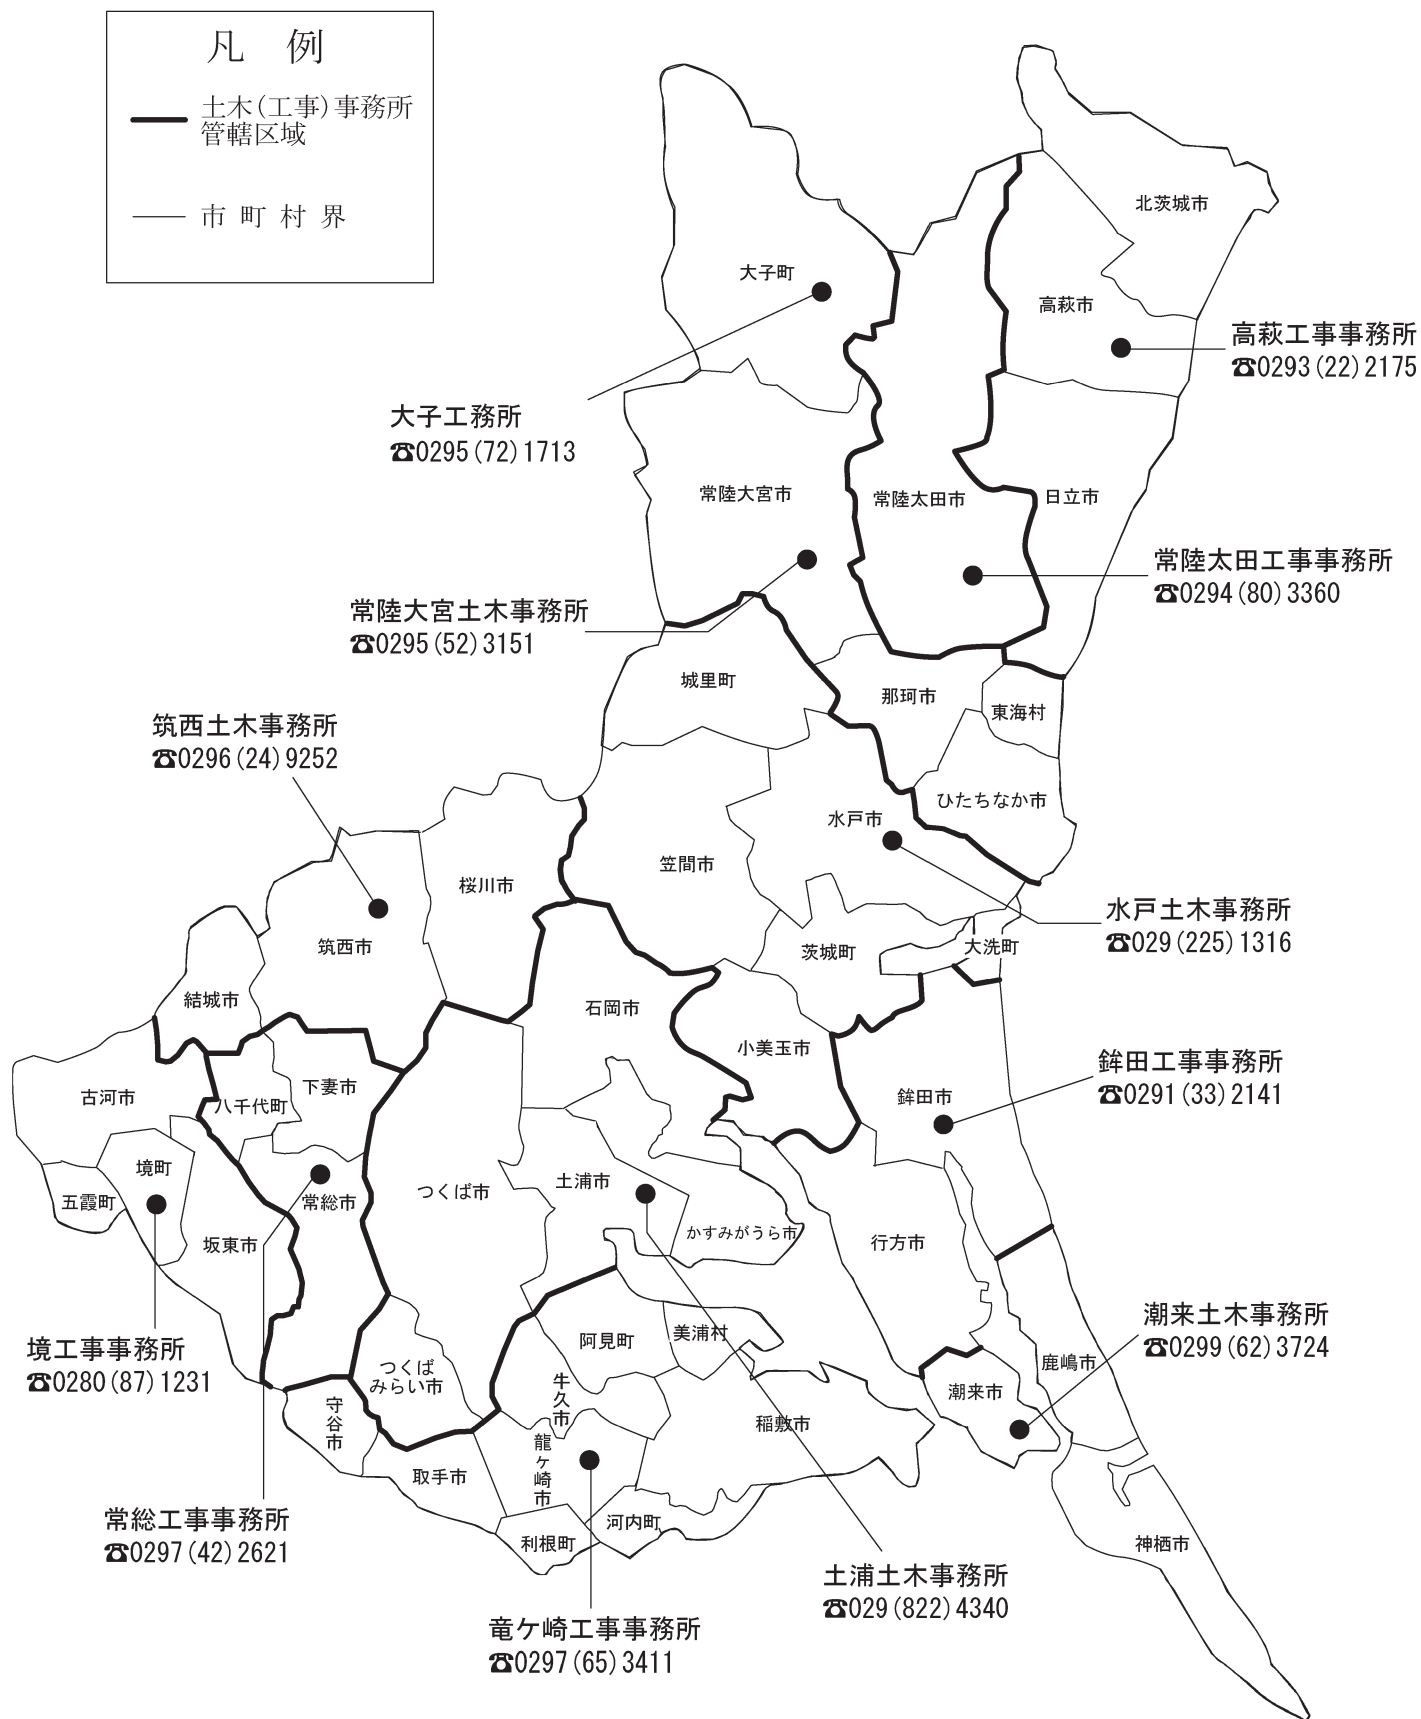 凡 例
土木(工事)事務所
管轄区域
市 町 村 界
北茨城市
大子町
高萩市
高萩工事事務所
☎0293(22)2175
大子工務所
☎0295(72)1713
常陸大宮市
常陸太田市
日立市
常陸太田工事事務所
☎0294(80)3360
常陸大宮土木事務所
☎0295(52)3151
城里町
那珂市
東海村
筑西土木事務所
☎0296(24)9252
ひたちなか市
水戸市
笠間市
桜川市
水戸土木事務所
☎029(225)1316
筑西市
茨城町
大洗町
結城市
石岡市
小美玉市
鉾田工事事務所
☎0291(33)2141
古河市
八千代町
下妻市
鉾田市
境町
五霞町
常総市
つくば市
土浦市
かすみがうら市
坂東市
行方市
潮来土木事務所
☎0299(62)3724
境工事事務所
☎0280(87)1231
阿見町
美浦村
つくば
みらい市
鹿嶋市
潮来市
牛久市
守谷市
稲敷市
龍ヶ崎市
取手市
常総工事事務所
☎0297(42)2621
利根町
河内町
神栖市
土浦土木事務所
☎029(822)4340
竜ケ崎工事事務所
☎0297(65)3411